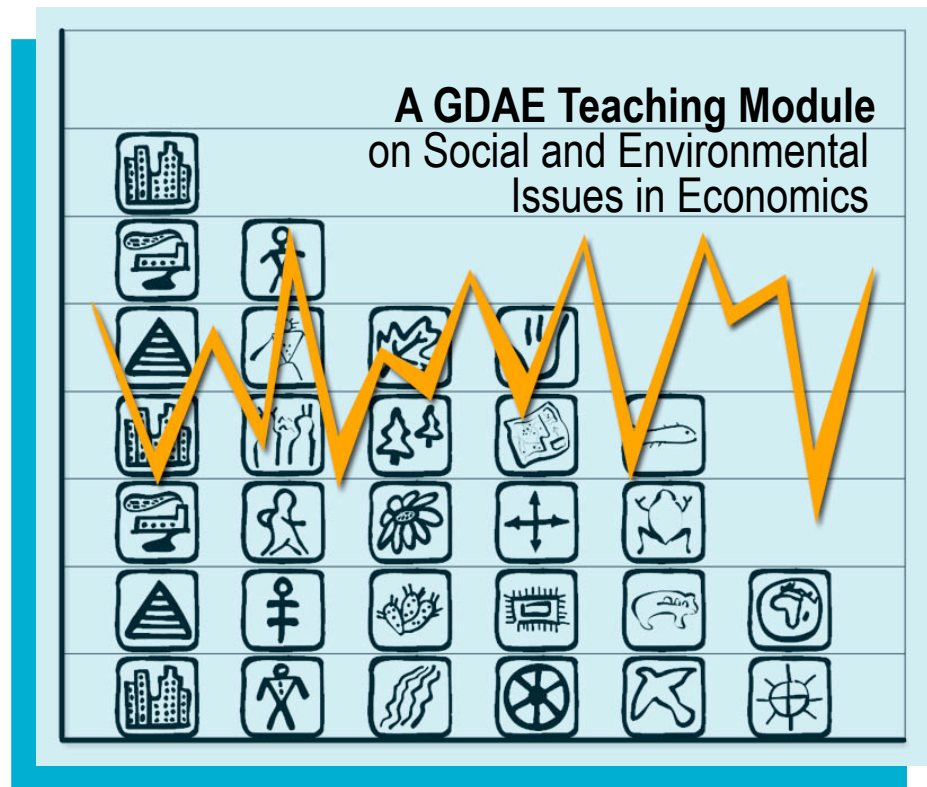 A GDAE Teaching Module
on Social and Environmental
Issues in Economics